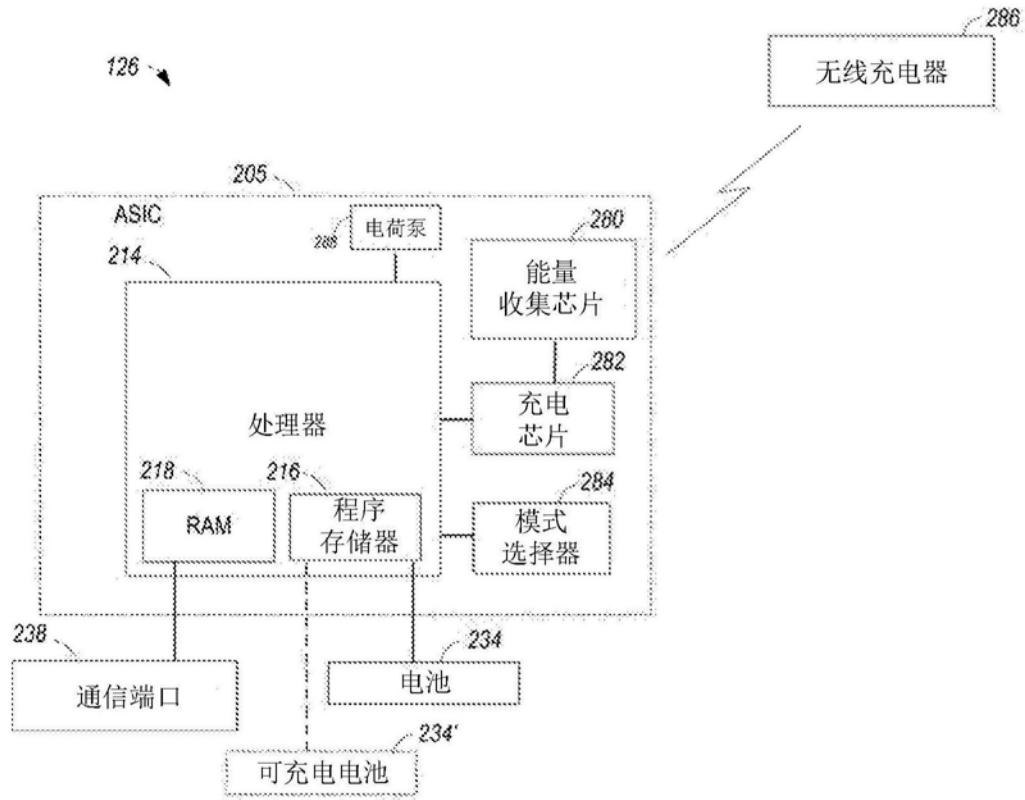 286
无线充电器
126
205
ASIC
288
电荷泵
280
能量
收集芯片
214
282
充电
芯片
处理器
218
RAM
216
程序
存储器
284
模式
选择器
238
通信端口
234
电池
234'
可充电电池